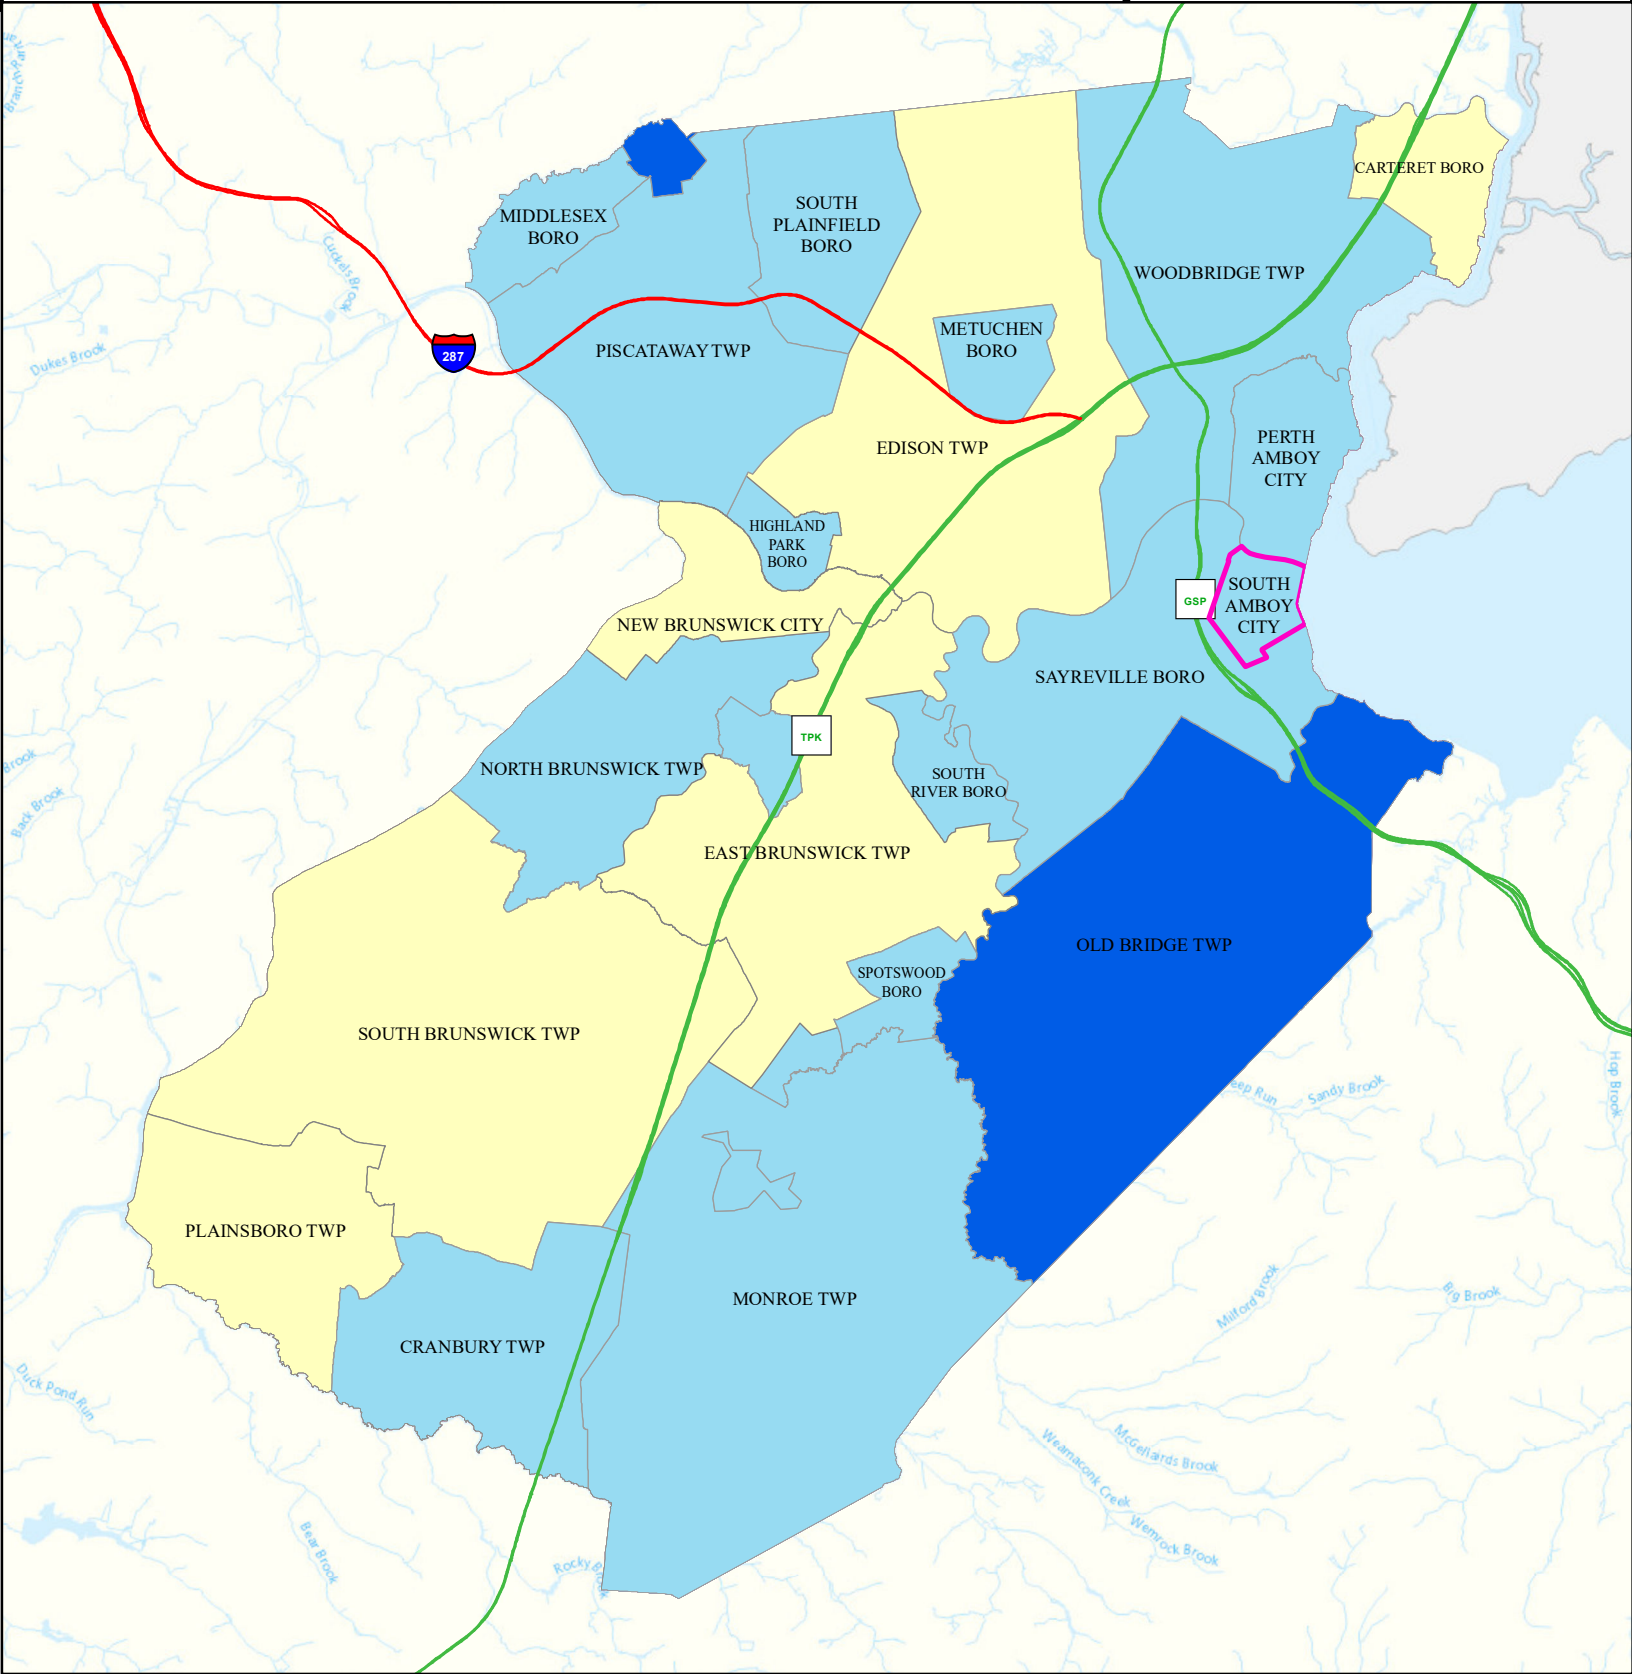 CARTERET BORO
MIDDLESEX
BORO
SOUTH
PLAINFIELD
BORO
WOODBRIDGE TWP
Cuckels Brook
METUCHEN
BORO
287
PISCATAWAY TWP
Dukes Brook
EDISON TWP
PERTH
AMBOY
CITY
HIGHLAND
PARK
BORO
GSP
SOUTH
AMBOY
CITY
NEW BRUNSWICK CITY
SAYREVILLE BORO
TPK
NORTH BRUNSWICK TWP
Brook
Back Brook
SOUTH
RIVER BORO
EAST BRUNSWICK TWP
OLD BRIDGE TWP
SPOTSWOOD
BORO
SOUTH BRUNSWICK TWP
eep Run
Sandy Brook
Hop Brook
PLAINSBORO TWP
MONROE TWP
Milford Brook
Big Brook
CRANBURY TWP
Duck Pond Run
McGellairds Brook
Weamaconk Creek
Wemrock Brook
Bear Brook
Rocky Brook